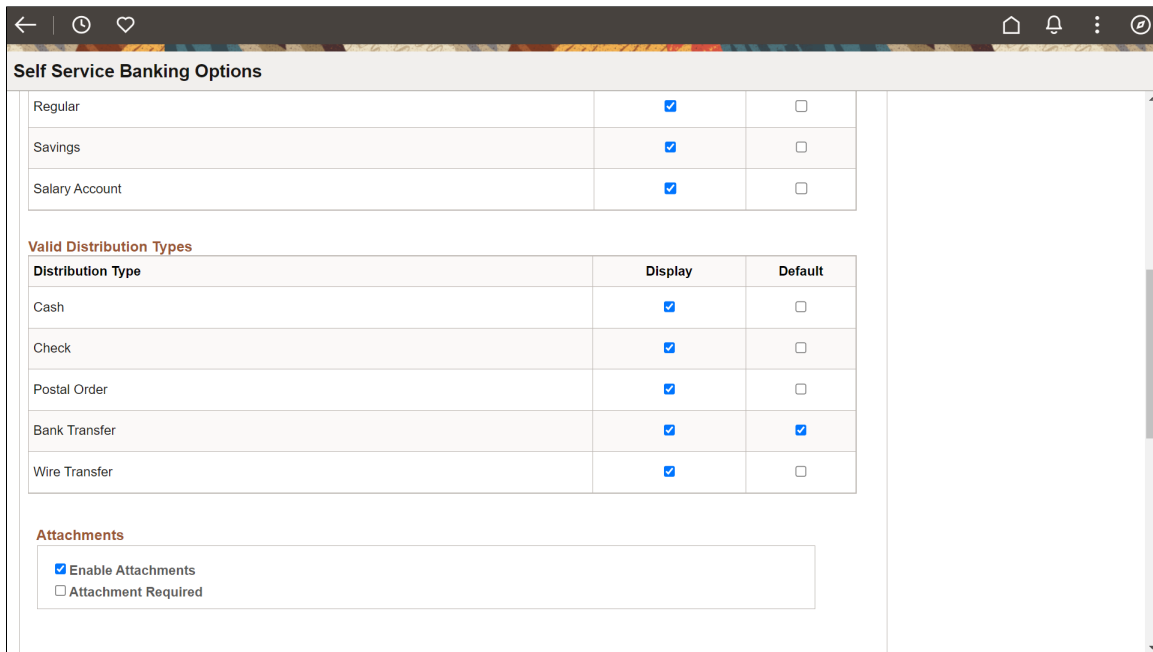 Self Service Banking Options
Regular
Savings
Salary Account
Valid Distribution Types
Distribution Type Display Default
Cash
Check
Postal Order
Bank Transfer
Wire Transfer
Attachments
Enable Attachments
Attachment Required